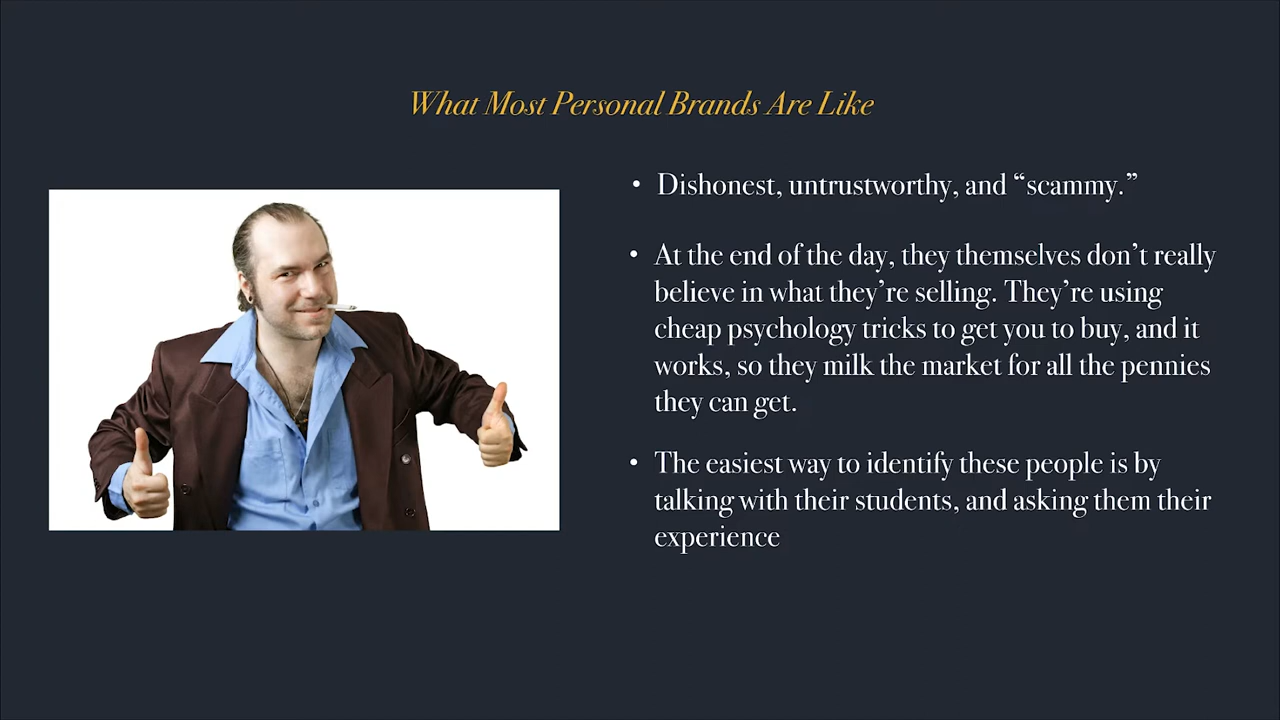 What Most Personal Brands Are Like
• Dishonest, untrustworthy, and “scammy.”
• At the end of the day, they themselves don’t really
believe in what they’re selling. They’re using
cheap psychology tricks to get you to buy, and it
works, so they milk the market for all the pennies
they can get.
• The easiest way to identify these people is by
talking with their students, and asking them their
experience